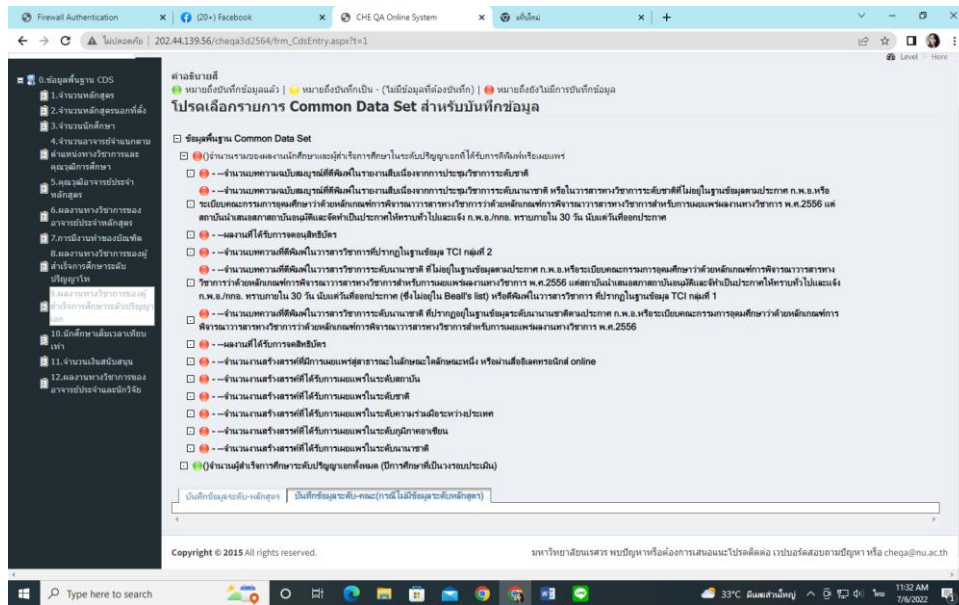 Firewall Authentication
(20+) Facebook
CHE QA Online System
แท็บใหม่
ไม่ปลอดภัย | 202.44.139.56/cheqa3d2564/frm_CdsEntry.aspx?t=1
Level - Here
0.ข้อมูลพื้นฐาน CDS
1.จำนวนหลักสูตร
2.จำนวนหลักสูตรนอกที่ตั้ง
3.จำนวนนักศึกษา
4.จำนวนอาจารย์จำแนกตาม
ตำแหน่งทางวิชาการและ
คุณวุฒิการศึกษา
5.คุณวุฒิอาจารย์ประจำ
หลักสูตร
6.ผลงานทางวิชาการของ
อาจารย์ประจำหลักสูตร
7.การมีงานทำของบัณฑิต
8.ผลงานทางวิชาการของผู้
สำเร็จการศึกษาระดับ
ปริญญาโท
9.ผลงานทางวิชาการของผู้
สำเร็จการศึกษาระดับปริญญา
เอก
10.นักศึกษาเต็มเวลาเทียบ
เท่า
11.จำนวนเงินสนับสนุน
12.ผลงานทางวิชาการของ
อาจารย์ประจำและนักวิจัย
คำอธิบายสี
หมายถึงบันทึกข้อมูลแล้ว | หมายถึงบันทึกเป็น - (ไม่มีข้อมูลที่ต้องบันทึก) | หมายถึงยังไม่มีการบันทึกข้อมูล
โปรดเลือกรายการ Common Data Set สำหรับบันทึกข้อมูล
ข้อมูลพื้นฐาน Common Data Set
()จำนวนรวมของผลงานนักศึกษาและผู้สำเร็จการศึกษาในระดับปริญญาเอกที่ได้รับการตีพิมพ์หรือเผยแพร่
- --จำนวนบทความฉบับสมบูรณ์ที่ตีพิมพ์ในรายงานสืบเนื่องจากการประชุมวิชาการระดับชาติ
- --จำนวนบทความฉบับสมบูรณ์ที่ตีพิมพ์ในรายงานสืบเนื่องจากการประชุมวิชาการระดับนานาชาติ หรือในวารสารทางวิชาการระดับชาติที่ไม่อยู่ในฐานข้อมูลตามประกาศ ก.พ.อ.หรือ
ระเบียบคณะกรรมการอุดมศึกษาว่าด้วยหลักเกณฑ์การพิจารณาวารสารทางวิชาการสำหรับการเผยแพร่ผลงานทางวิชาการ พ.ศ.2556 แต่
สถาบันนำเสนอสภาสถาบันอนุมัติและจัดทำเป็นประกาศให้ทราบทั่วไปและแจ้ง ก.พ.อ./กกอ. ทราบภายใน 30 วัน นับแต่วันที่ออกประกาศ
- --ผลงานที่ได้รับการจดอนุสิทธิบัตร
- --จำนวนบทความที่ตีพิมพ์ในวารสารวิชาการที่ปรากฏในฐานข้อมูล TCI กลุ่มที่ 2
- --จำนวนบทความที่ตีพิมพ์ในวารสารวิชาการระดับนานาชาติ ที่ไม่อยู่ในฐานข้อมูลตามประกาศ ก.พ.อ.หรือระเบียบคณะกรรมการอุดมศึกษาว่าด้วยหลักเกณฑ์การพิจารณาวารสารทาง
วิชาการว่าด้วยหลักเกณฑ์การพิจารณาวารสารทางวิชาการสำหรับการเผยแพร่ผลงานทางวิชาการ พ.ศ.2556 แต่สถาบันนำเสนอสภาสถาบันอนุมัติและจัดทำเป็นประกาศให้ทราบทั่วไปและแจ้ง
ก.พ.อ./กกอ. ทราบภายใน 30 วัน นับแต่วันที่ออกประกาศ (ซึ่งไม่อยู่ใน Beall's list) หรือตีพิมพ์ในวารสารวิชาการ ที่ปรากฏในฐานข้อมูล TCI กลุ่มที่ 1
- --จำนวนบทความที่ตีพิมพ์ในวารสารวิชาการระดับนานาชาติ ที่ปรากฏอยู่ในฐานข้อมูลระดับนานาชาติตามประกาศ ก.พ.อ.หรือระเบียบคณะกรรมการอุดมศึกษาว่าด้วยหลักเกณฑ์การ
พิจารณาวารสารทางวิชาการว่าด้วยหลักเกณฑ์การพิจารณาวารสารทางวิชาการสำหรับการเผยแพร่ผลงานทางวิชาการ พ.ศ.2556
- --ผลงานที่ได้รับการจดสิทธิบัตร
- --จำนวนงานสร้างสรรค์ที่มีการเผยแพร่สู่สาธารณะในลักษณะใดลักษณะหนึ่ง หรือผ่านสื่ออิเลคทรอนิกส์ online
- --จำนวนงานสร้างสรรค์ที่ได้รับการเผยแพร่ในระดับสถาบัน
- --จำนวนงานสร้างสรรค์ที่ได้รับการเผยแพร่ในระดับชาติ
- --จำนวนงานสร้างสรรค์ที่ได้รับการเผยแพร่ในระดับความร่วมมือระหว่างประเทศ
- --จำนวนงานสร้างสรรค์ที่ได้รับการเผยแพร่ในระดับภูมิภาคอาเซียน
- --จำนวนงานสร้างสรรค์ที่ได้รับการเผยแพร่ในระดับนานาชาติ
()จำนวนผู้สำเร็จการศึกษาระดับปริญญาเอกทั้งหมด (ปีการศึกษาที่เป็นวงรอบประเมิน)
บันทึกข้อมูลระดับ-หลักสูตร
บันทึกข้อมูลระดับ-คณะ(กรณีไม่มีข้อมูลระดับหลักสูตร)
Copyright © 2015 All rights reserved.
มหาวิทยาลัยนเรศวร พบปัญหาหรือต้องการเสนอแนะโปรดติดต่อ เวปบอร์ดสอบถามปัญหา หรือ cheqa@nu.ac.th
Type here to search
33°C มีแดดส่วนใหญ่
ไทย
11:32 AM
7/6/2022